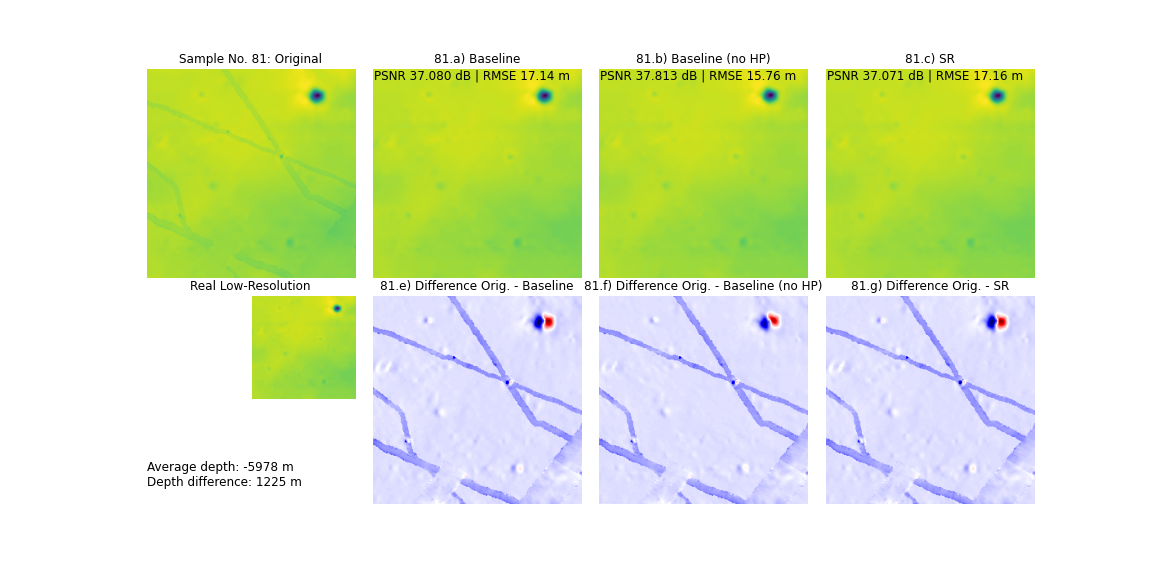 Sample No. 81: Original
81.a) Baseline
81.b) Baseline (no HP)
81.c) SR
PSNR 37.080 dB | RMSE 17.14 m
PSNR 37.813 dB | RMSE 15.76 m
PSNR 37.071 dB | RMSE 17.16 m
Real Low-Resolution
81.e) Difference Orig. - Baseline
81.f) Difference Orig. - Baseline (no HP)
81.g) Difference Orig. - SR
Average depth: -5978 m
Depth difference: 1225 m